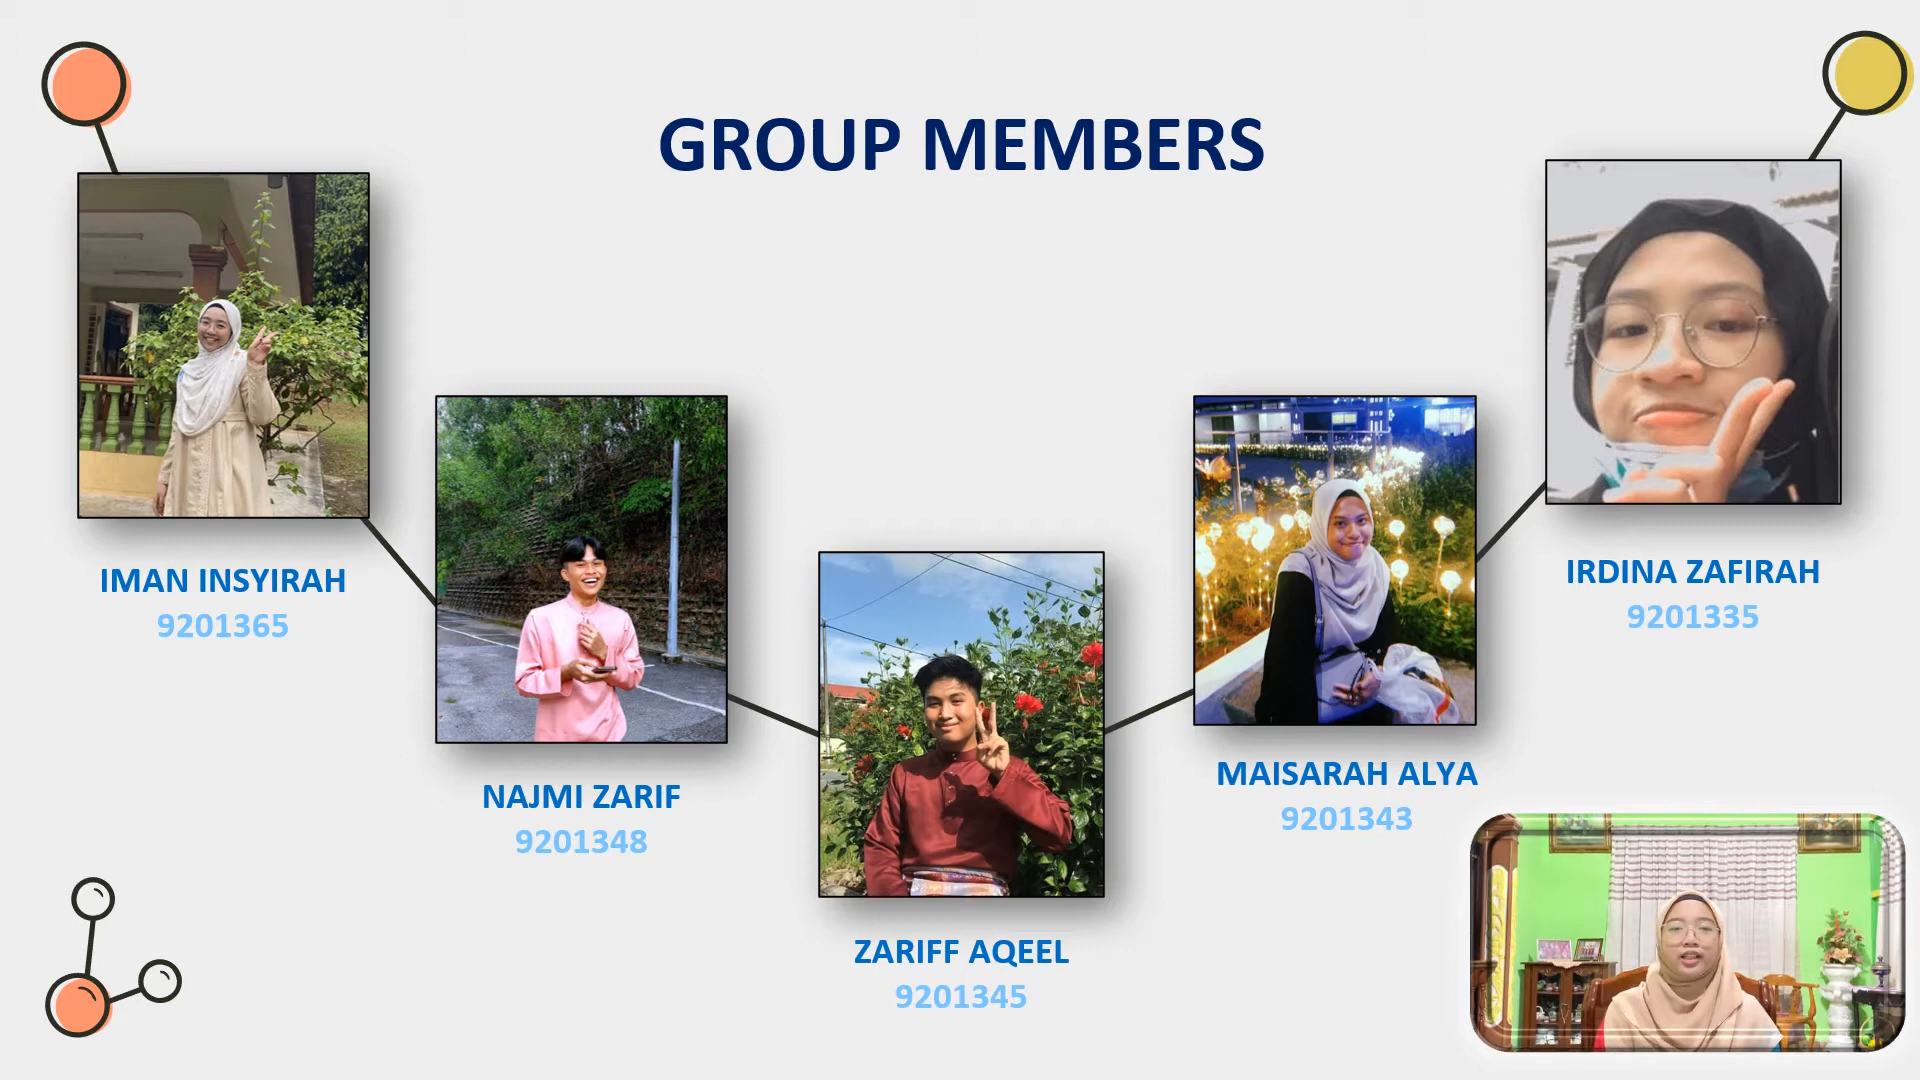 GROUP MEMBERS
IMAN INSYIRAH
9201365
NAJMI ZARIF
9201348
ZARIFF AQEEL
9201345
MAISARAH ALYA
9201343
IRDINA ZAFIRAH
9201335